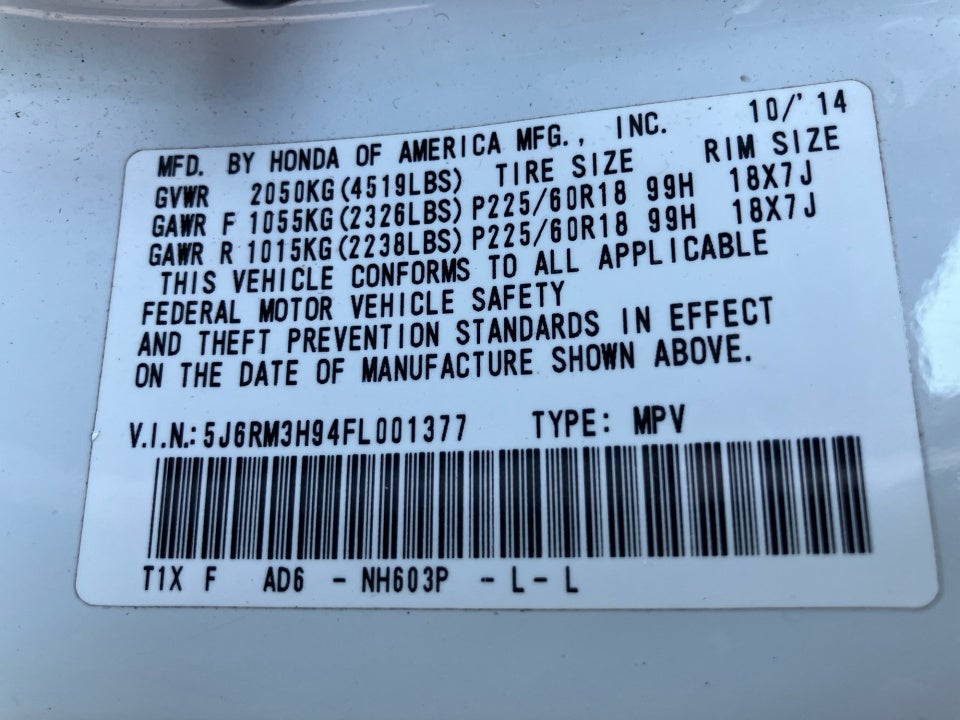 MFD. BY HONDA OF AMERICA MFG., INC. 10/'14
GVWR 2050KG(4519LBS) TIRE SIZE RIM SIZE
GAWR F 1055KG(2326LBS) P225/60R18 99H 18X7J
GAWR R 1015KG(2238LBS) P225/60R18 99H 18X7J
THIS VEHICLE CONFORMS TO ALL APPLICABLE
FEDERAL MOTOR VEHICLE SAFETY
AND THEFT PREVENTION STANDARDS IN EFFECT
ON THE DATE OF MANUFACTURE SHOWN ABOVE.
V.I.N.: 5J6RM3H94FL001377 TYPE: MPV
T1X F AD6 - NH603P - L - L